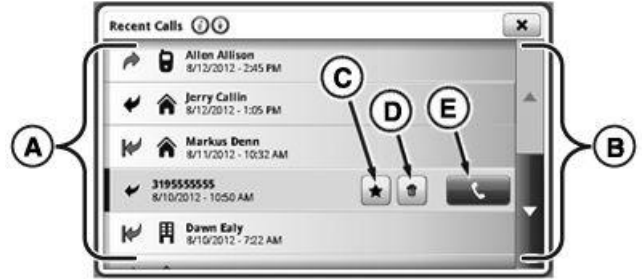 Recent Calls
Allen Allison
8/12/2012 - 2:45 PM
Jerry Callin
8/12/2012 - 1:05 PM
Markus Denn
8/11/2012 - 10:32 AM
3195555555
8/10/2012 - 10:50 AM
Dawn Ealy
8/10/2012 - 7:22 AM
A
B
C
D
E